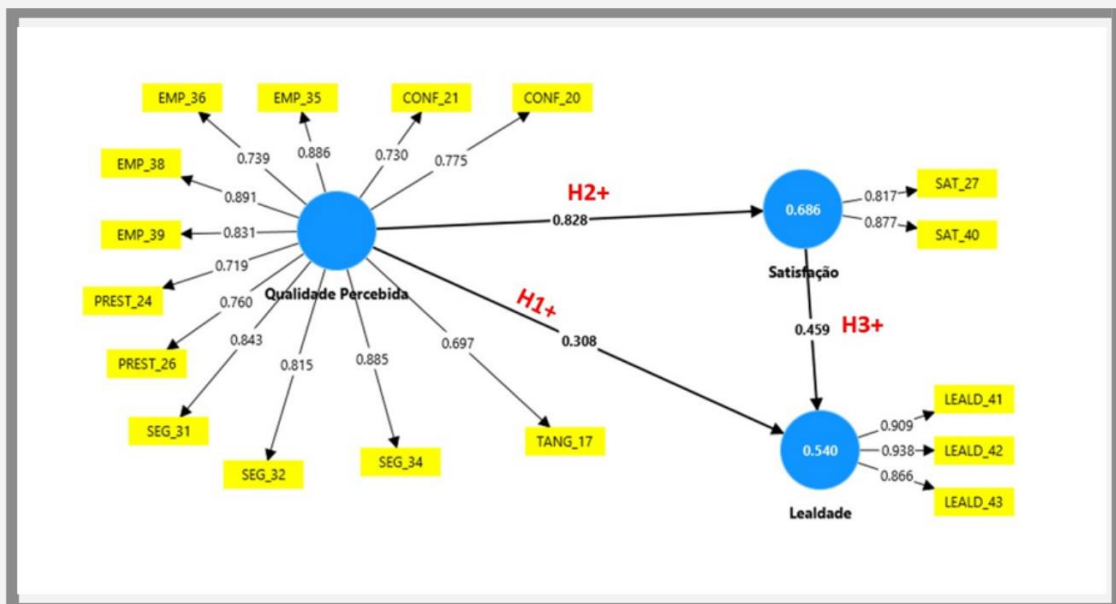 EMP_36
EMP_35
CONF_21
CONF_20
0.739
0.886
0.730
0.775
EMP_38
0.891
EMP_39
0.831
PREST_24
0.719
PREST_26
0.760
SEG_31
0.843
SEG_32
0.815
SEG_34
0.885
TANG_17
0.697
Qualidade Percebida
H2+
0.828
H1+
0.308
0.686
Satisfação
0.817
SAT_27
0.877
SAT_40
0.459
H3+
0.540
Lealdade
0.909
LEALD_41
0.938
LEALD_42
0.866
LEALD_43